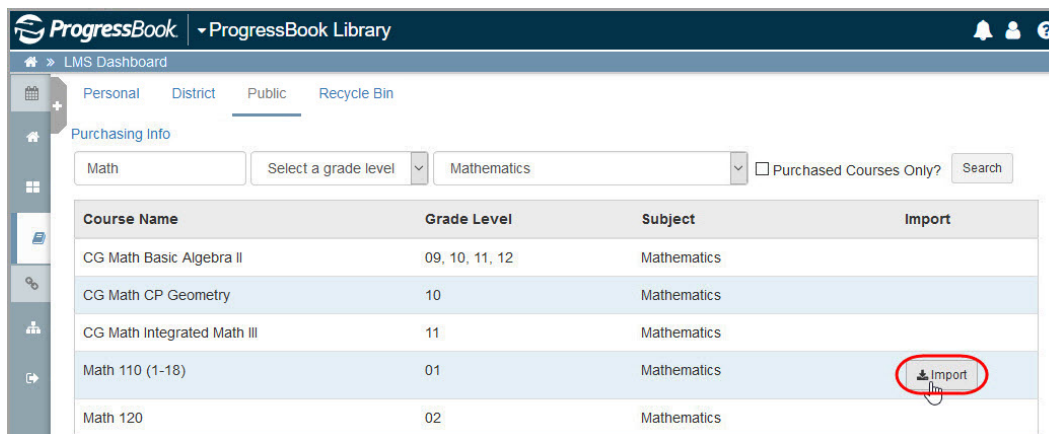 ProgressBook. ProgressBook Library
» LMS Dashboard
Personal District Public Recycle Bin
Purchasing Info
Math Select a grade level Mathematics Purchased Courses Only? Search
Course Name Grade Level Subject Import
CG Math Basic Algebra II 09, 10, 11, 12 Mathematics
CG Math CP Geometry 10 Mathematics
CG Math Integrated Math III 11 Mathematics
Math 110 (1-18) 01 Mathematics Import
Math 120 02 Mathematics